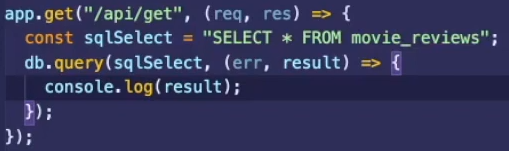 app.get("/api/get", (req, res) => {
  const sqlSelect = "SELECT * FROM movie_reviews";
  db.query(sqlSelect, (err, result) => {
    console.log(result);
  });
});